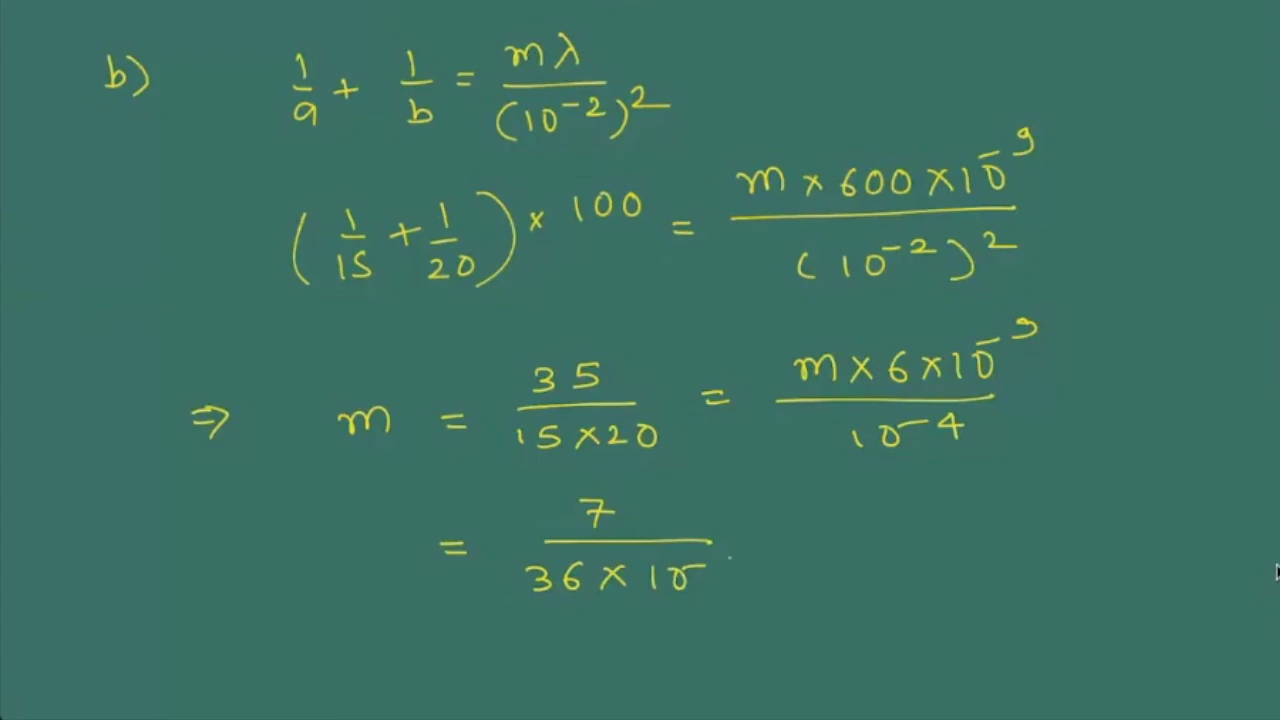 b) 1/a + 1/b = mλ/(10^-2)^2
(1/15 + 1/20) × 100 = m × 600 × 10^-9/(10^-2)^2
⇒ m = 35/15×20 = m × 6 × 10^-9/10^-4
= 7/36 × 10^-